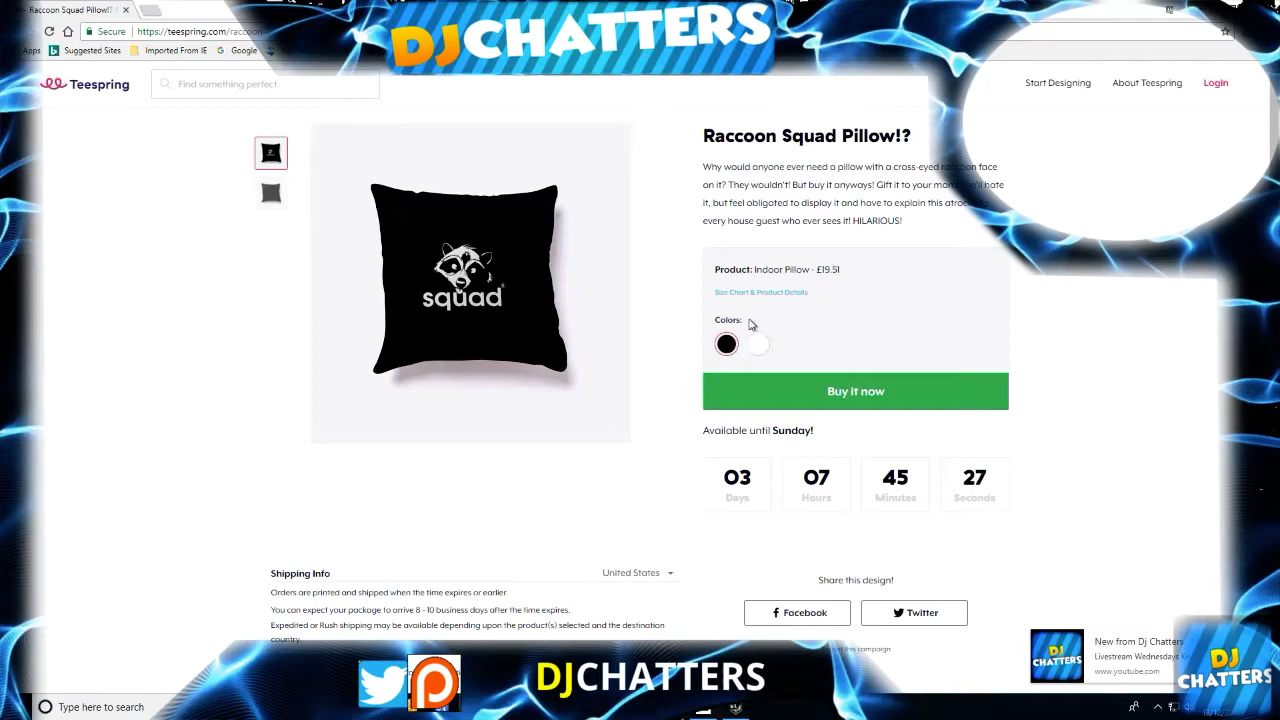 Raccoon Squad Pillow!?
Secure
https://teespring.com/raccoon-
Apps
Suggested Sites
Imported From IE
Google
DJCHATTERS
Teespring
Find something perfect.
Start Designing
About Teespring
Login
squad
Raccoon Squad Pillow!?
Why would anyone ever need a pillow with a cross-eyed raccoon face
on it? They wouldn't! But buy it anyways! Gift it to your mom, she'll hate
it, but feel obligated to display it and have to explain this
every house guest who ever sees it! HILARIOUS!
Product: Indoor Pillow - £19.51
Size Chart & Product Details
Colors:
Buy it now
Available until Sunday!
03 07 45 27
Days Hours Minutes Seconds
Shipping Info
United States
Orders are printed and shipped when the time expires or earlier.
You can expect your package to arrive 8 - 10 business days after the time expires.
Expedited or Rush shipping may be available depending upon the product(s) selected and the destination
country.
Share this design!
Facebook
Twitter
this campaign
New from Dj Chatters
Livestream Wednesdays
www.youtube.com
DJ
CHATTERS
DJ
CHATTERS
DJCHATTERS
Type here to search